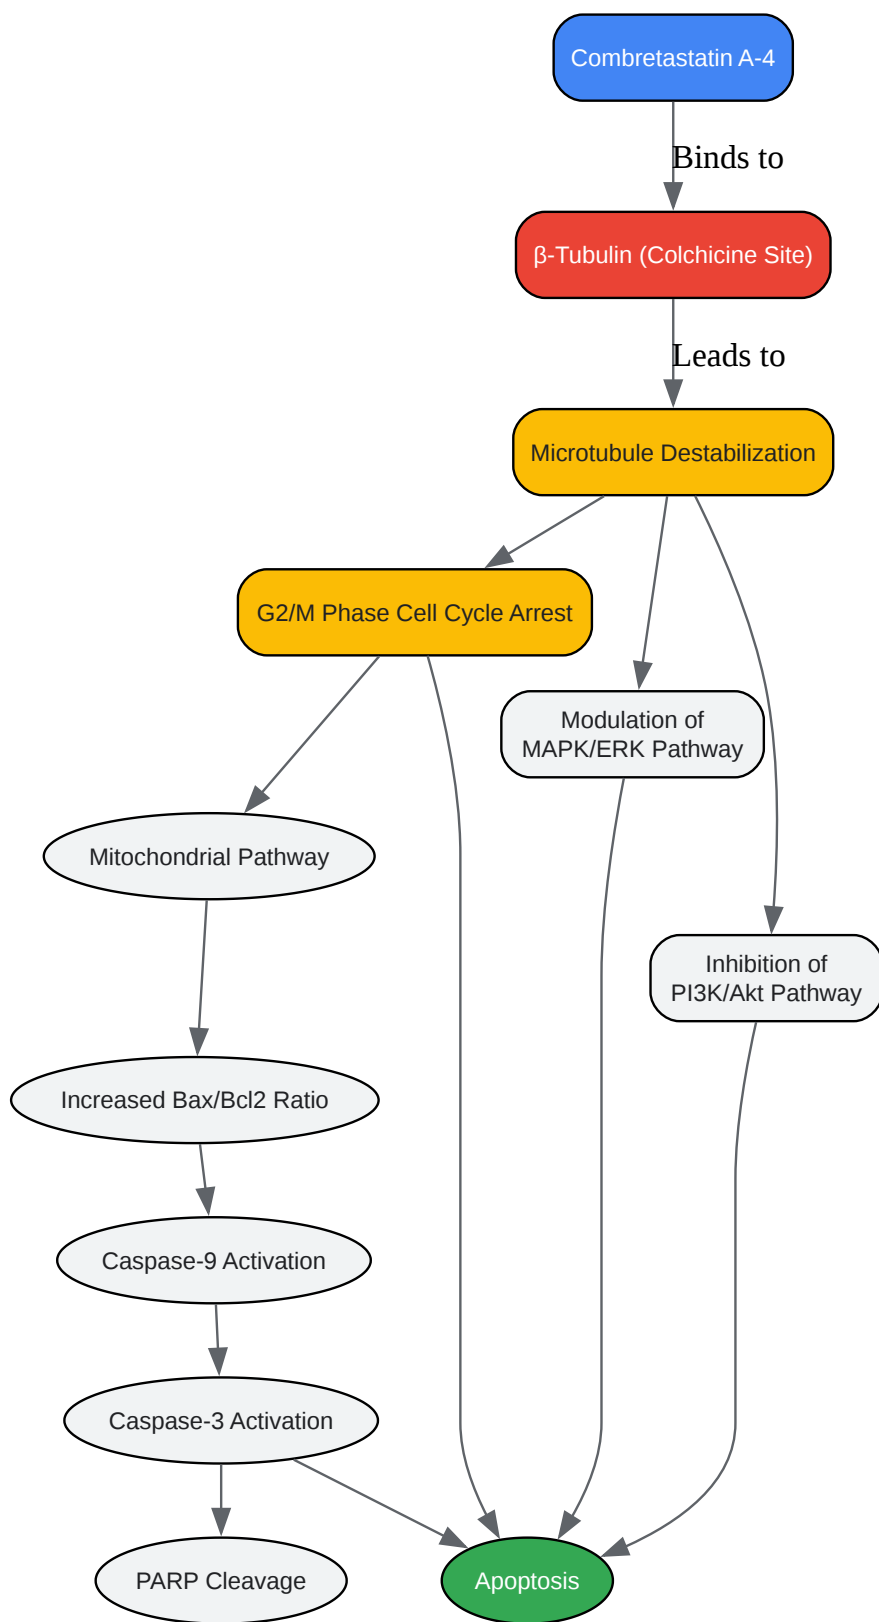 Combretastatin A-4
Binds to
β-Tubulin (Colchicine Site)
Leads to
Microtubule Destabilization
G2/M Phase Cell Cycle Arrest
Modulation of
MAPK/ERK Pathway
Mitochondrial Pathway
Inhibition of
PI3K/Akt Pathway
Increased Bax/Bcl2 Ratio
Caspase-9 Activation
Caspase-3 Activation
PARP Cleavage
Apoptosis